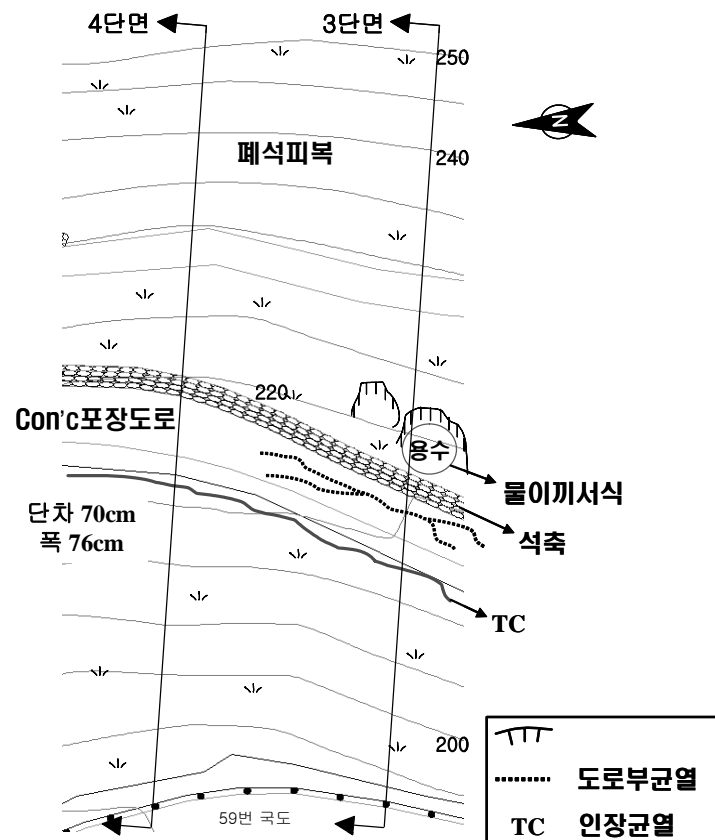 4단면
3단면
250
N
폐석피복
240
220
Con'c포장도로
용수
물이끼서식
단차 70cm
폭 76cm
석축
TC
200
59번 국도
도로부균열
TC 인장균열